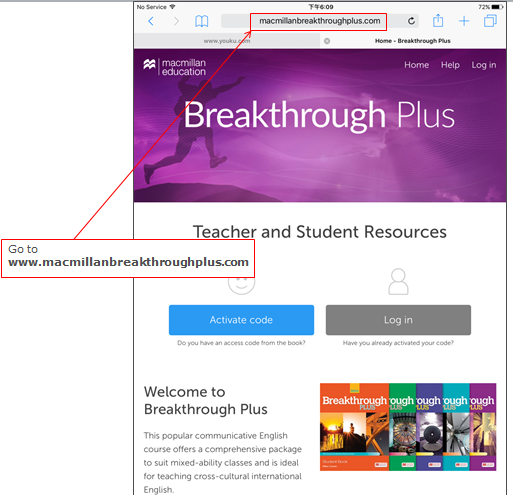 No Service
下午6:09
72%
macmillanbreakthroughplus.com
www.youku.com
Home - Breakthrough Plus
macmillan
education
Home Help Log in
Breakthrough Plus
Teacher and Student Resources
Go to
www.macmillanbreakthroughplus.com
Activate code
Log in
Do you have an access code from the book?
Have you already activated your code?
Welcome to
Breakthrough Plus
This popular communicative English
course offers a comprehensive package
to suit mixed-ability classes and is ideal
for teaching cross-cultural international
English.
Breakthrough
PLUS
Student Book